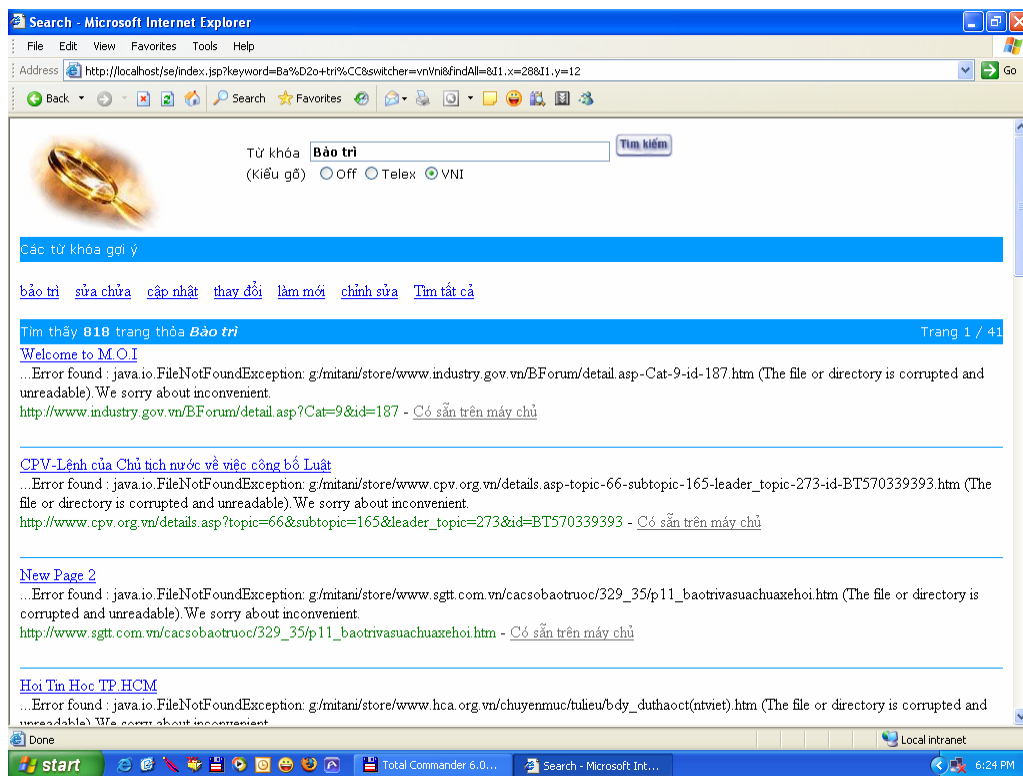 Search - Microsoft Internet Explorer
File Edit View Favorites Tools Help
Address http://localhost/se/index.jsp?keyword=Ba%D2o+tri%CC&switcher=vnVni&findAll=&I1.x=28&I1.y=12 Go
Back Search Favorites
Từ khóa Bảo trì Tìm kiếm
(Kiểu gõ) Off Telex VNI
Các từ khóa gợi ý
bảo trì sửa chửa cập nhật thay đổi làm mới chỉnh sửa Tìm tất cả
Tìm thấy 818 trang thỏa Bảo trì Trang 1 / 41
Welcome to M.O.I
...Error found : java.io.FileNotFoundException: g:/mitani/store/www.industry.gov.vn/BForum/detail.asp-Cat-9-id-187.htm (The file or directory is corrupted and
unreadable).We sorry about inconvenient.
http://www.industry.gov.vn/BForum/detail.asp?Cat=9&id=187 - Có sẵn trên máy chủ
CPV-Lệnh của Chủ tịch nước về việc công bố Luật
...Error found : java.io.FileNotFoundException: g:/mitani/store/www.cpv.org.vn/details.asp-topic-66-subtopic-165-leader_topic-273-id-BT570339393.htm (The
file or directory is corrupted and unreadable).We sorry about inconvenient.
http://www.cpv.org.vn/details.asp?topic=66&subtopic=165&leader_topic=273&id=BT570339393 - Có sẵn trên máy chủ
New Page 2
...Error found : java.io.FileNotFoundException: g:/mitani/store/www.sgtt.com.vn/cacsobaotruoc/329_35/p11_baotrivasuachuaxehoi.htm (The file or directory is
corrupted and unreadable).We sorry about inconvenient.
http://www.sgtt.com.vn/cacsobaotruoc/329_35/p11_baotrivasuachuaxehoi.htm - Có sẵn trên máy chủ
Hoi Tin Hoc TP.HCM
...Error found : java.io.FileNotFoundException: g:/mitani/store/www.hca.org.vn/chuyenmuc/tulieu/bdy_duthaoct(ntviet).htm (The file or directory is corrupted and
unreadable).We sorry about inconvenient.
Done Local intranet
start Total Commander 6.0... Search - Microsoft Int... 6:24 PM